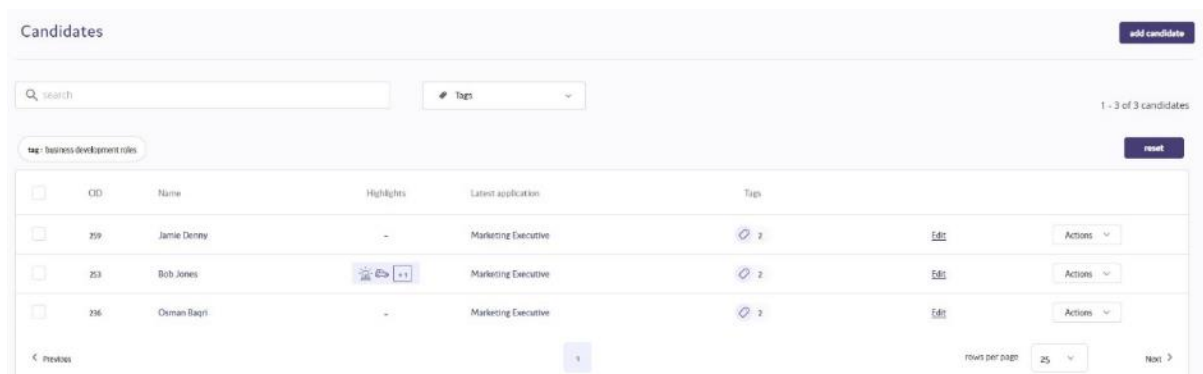 Candidates
add candidate
search
Tags
1 - 3 of 3 candidates
tag: business development roles
reset
CID Name Highlights Latest application Tags
259 Jamie Denny - Marketing Executive 2 Edit Actions
253 Bob Jones +1 Marketing Executive 2 Edit Actions
236 Osman Baqri - Marketing Executive 2 Edit Actions
Previous 1 rows per page 25 Next